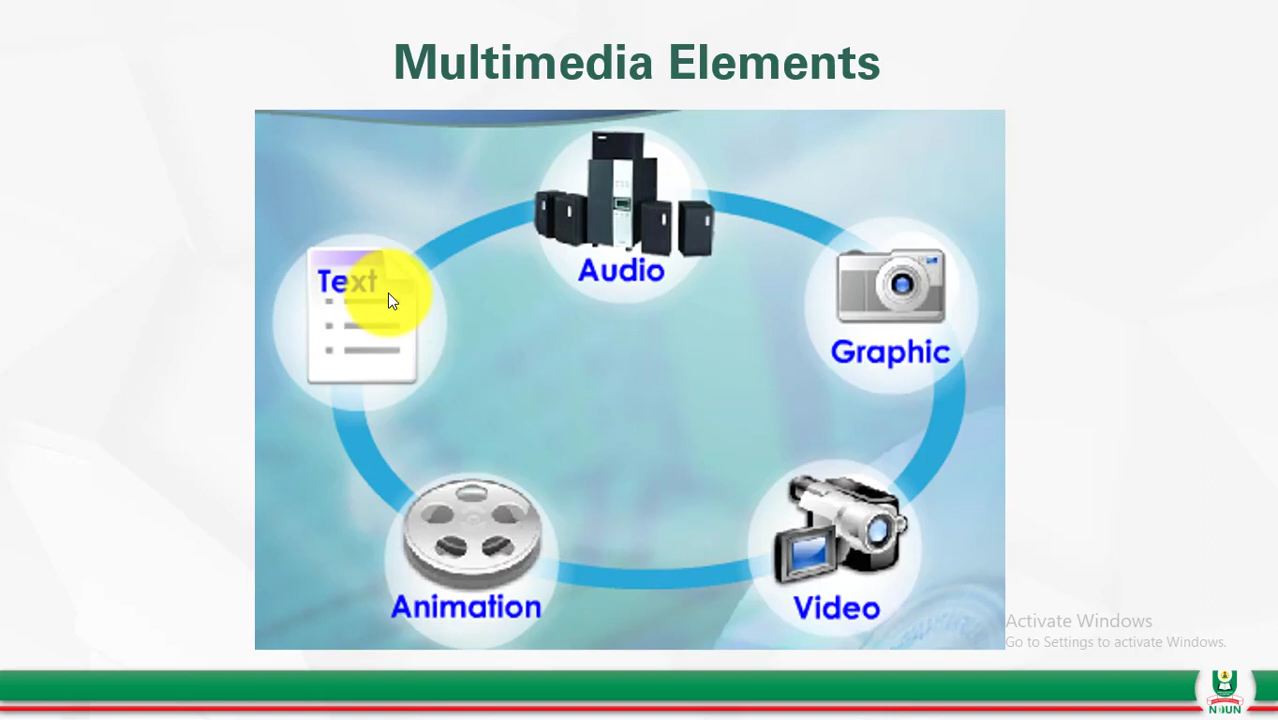 Multimedia Elements
Audio
Text
Graphic
Animation
Video
Activate Windows
Go to Settings to activate Windows.
NOUN